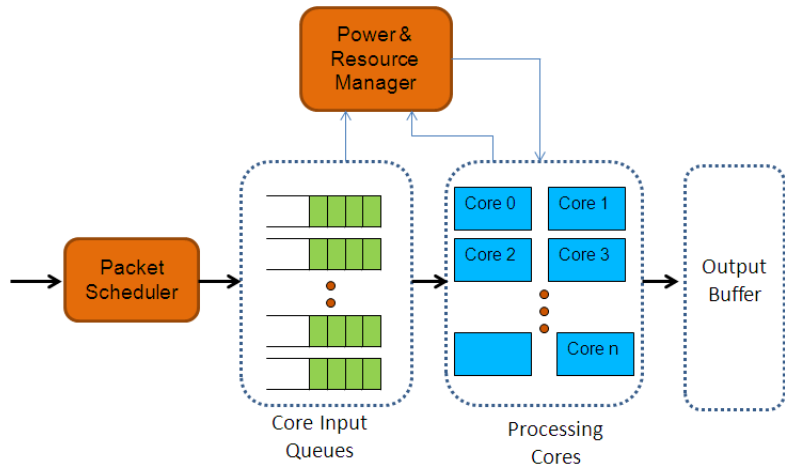 Power &
Resource
Manager
Packet
Scheduler
Core 0
Core 1
Core 2
Core 3
Core n
Output
Buffer
Core Input
Queues
Processing
Cores